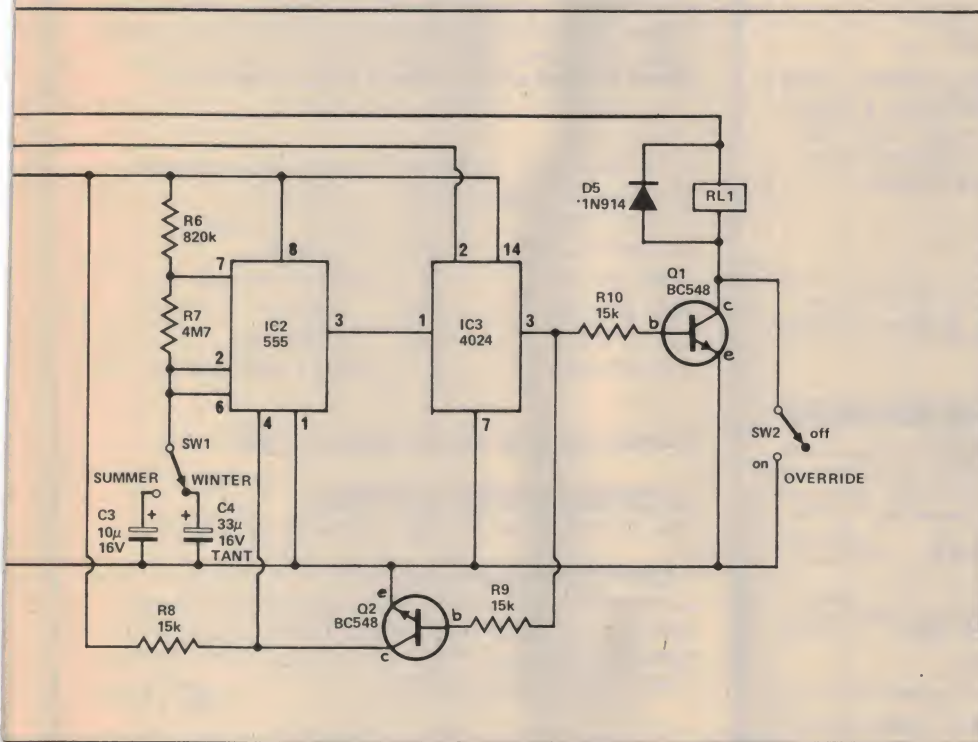 R6
820k
7
8
R7
4M7
2
6
IC2
555
3
4
1
SW1
SUMMER
WINTER
+
+
C3
10μ
16V
C4
33μ
16V
TANT
2
14
1
IC3
4024
3
7
D5
1N914
RL1
Q1
BC548
R10
15k
b
c
e
SW2
off
on
OVERRIDE
R8
15k
Q2
BC548
e
b
c
R9
15k